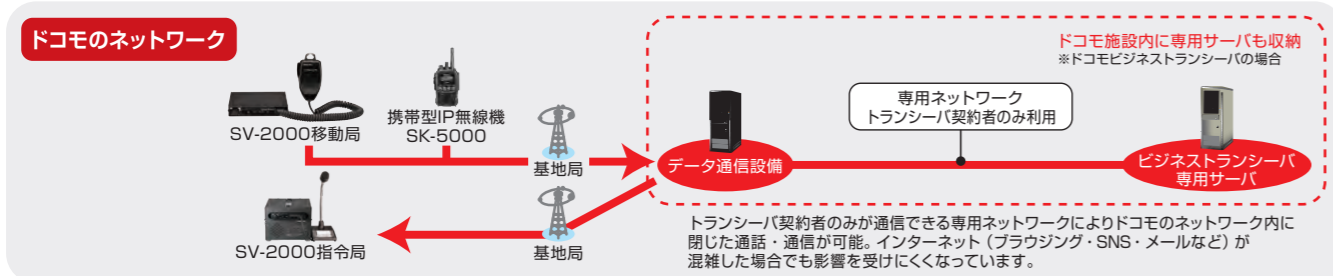 ドコモのネットワーク
ドコモ施設内に専用サーバも収納
※ドコモビジネストランシーバの場合
SV-2000移動局
携帯型IP無線機
SK-5000
基地局
データ通信設備
専用ネットワーク
トランシーバ契約者のみ利用
ビジネストランシーバ
専用サーバ
SV-2000指令局
基地局
トランシーバ契約者のみが通信できる専用ネットワークによりドコモのネットワーク内に
閉じた通話・通信が可能。インターネット(ブラウジング・SNS・メールなど)が
混雑した場合でも影響を受けにくくなっています。